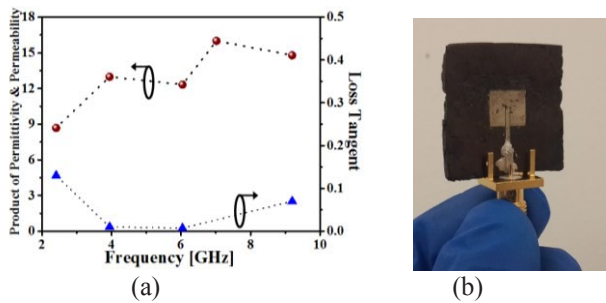 Product of Permittivity & Permeability
18
15
12
9
6
3
0
0.5
0.4
0.3
0.2
0.1
0.0
Loss Tangent
2 4 6 8 10
Frequency [GHz]
(a) (b)